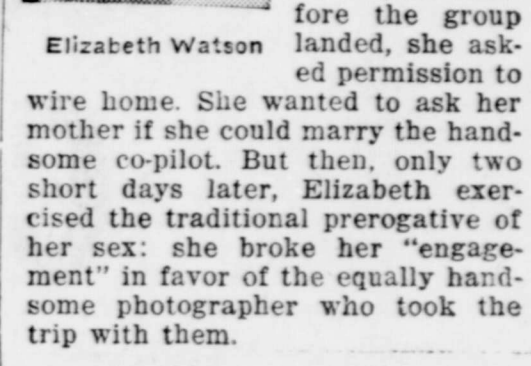 Elizabeth Watson
fore the group
landed, she ask-
ed permission to
wire home. She wanted to ask her
mother if she could marry the hand-
some co-pilot. But then, only two
short days later, Elizabeth exer-
cised the traditional prerogative of
her sex: she broke her "engage-
ment" in favor of the equally hand-
some photographer who took the
trip with them.